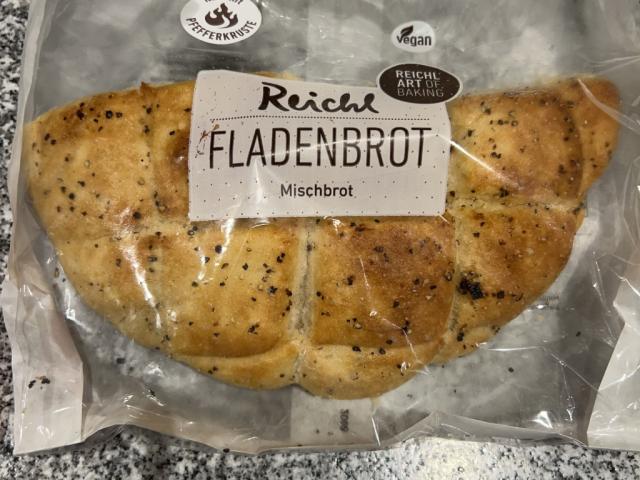 PFEFFERKRUSTE
vegan
REICHL
ART OF
BAKING
Reichl
FLADENBROT
Mischbrot